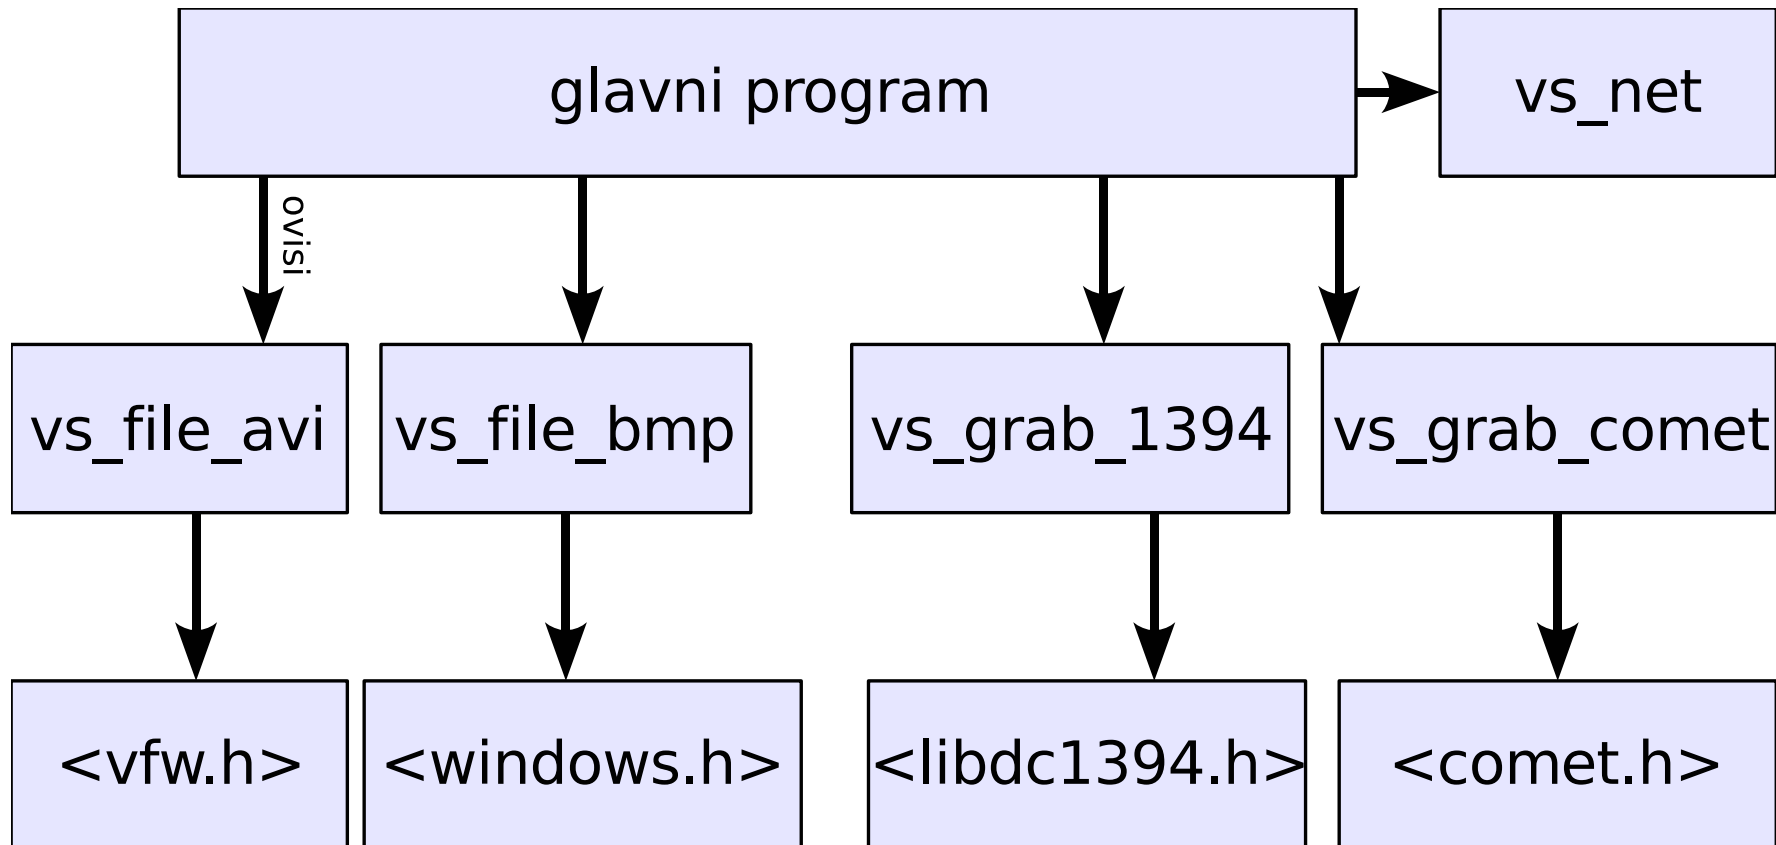 glavni program
vs_net
ovisi
vs_file_avi
vs_file_bmp
vs_grab_1394
vs_grab_comet
<vfw.h>
<windows.h>
<libdc1394.h>
<comet.h>